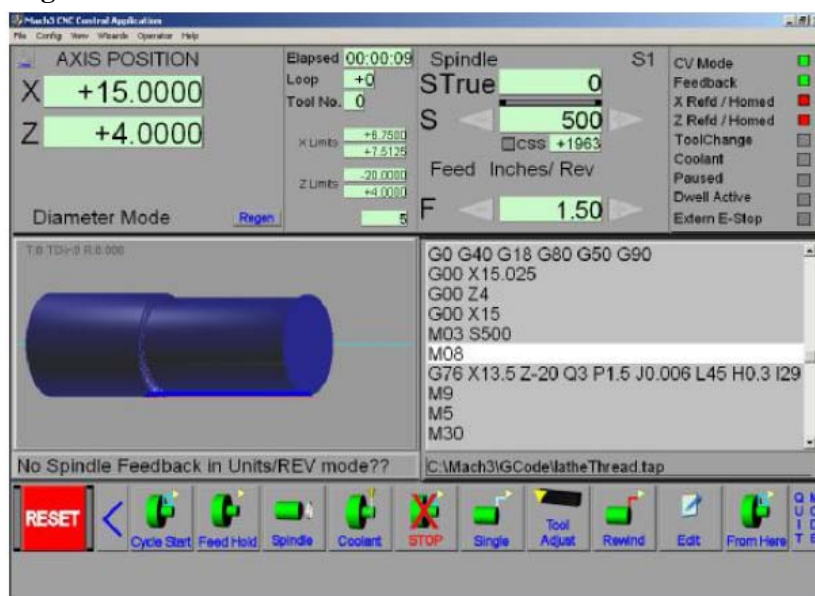 Mach3 CNC Control Application
File Config View Wizards Operator Help
AXIS POSITION
X +15.0000
Z +4.0000
Diameter Mode
Regen
Elapsed 00:00:09
Loop +0
Tool No. 0
X Limits +6.7500
+7.5125
Z Limits -20.0000
+4.0000
5
Spindle S1
STrue 0
S 500
CSS +1963
Feed Inches/ Rev
F 1.50
CV Mode
Feedback
X Refd / Homed
Z Refd / Homed
ToolChange
Coolant
Paused
Dwell Active
Extern E-Stop
G0 G40 G18 G80 G50 G90
G00 X15.025
G00 Z4
G00 X15
M03 S500
M08
G76 X13.5 Z-20 Q3 P1.5 J0.006 L45 H0.3 I29
M9
M5
M30
No Spindle Feedback in Units/REV mode??
C:\Mach3\GCode\latheThread.tap
RESET
Cycle Start
Feed Hold
Spindle
Coolant
STOP
Single
Tool
Adjust
Rewind
Edit
From Here
QUIT